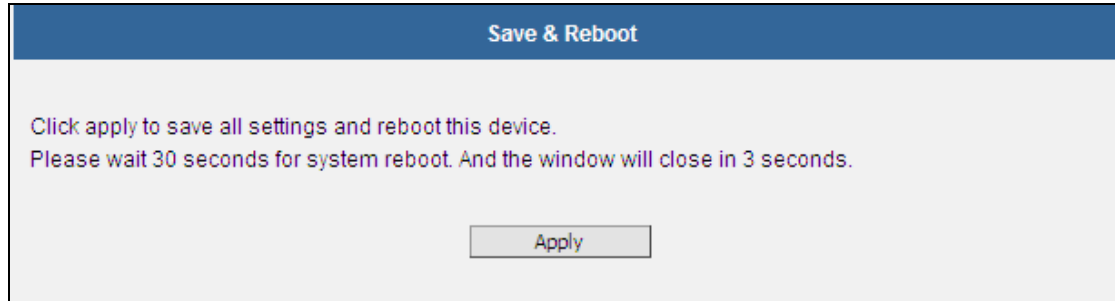 Save & Reboot
Click apply to save all settings and reboot this device.
Please wait 30 seconds for system reboot. And the window will close in 3 seconds.
Apply